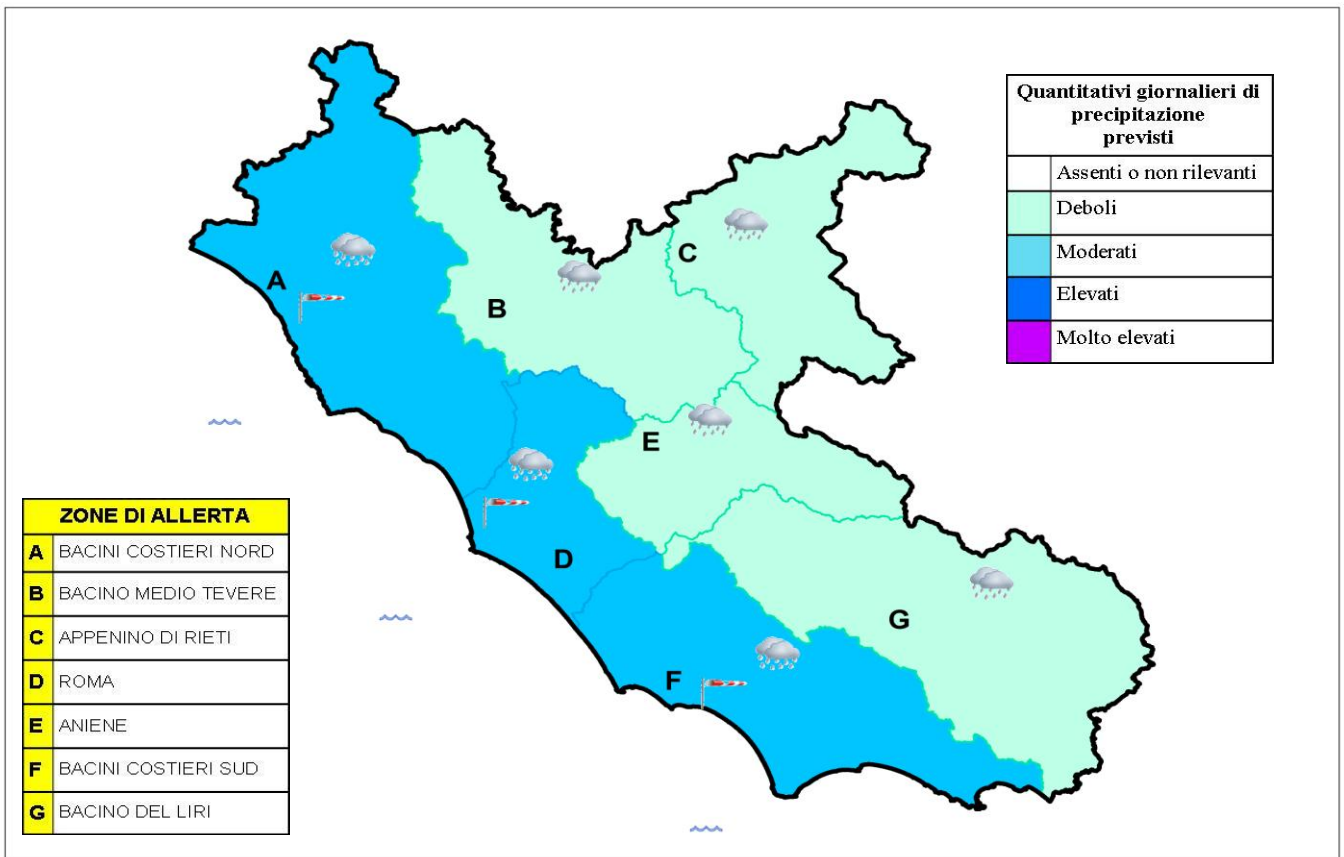 Quantitativi giornalieri di
precipitazione
previsti
Assenti o non rilevanti
Deboli
Moderati
Elevati
Molto elevati
A
B
C
D
E
F
G
ZONE DI ALLERTA
A BACINI COSTIERI NORD
B BACINO MEDIO TEVERE
C APPENINO DI RIETI
D ROMA
E ANIENE
F BACINI COSTIERI SUD
G BACINO DEL LIRI